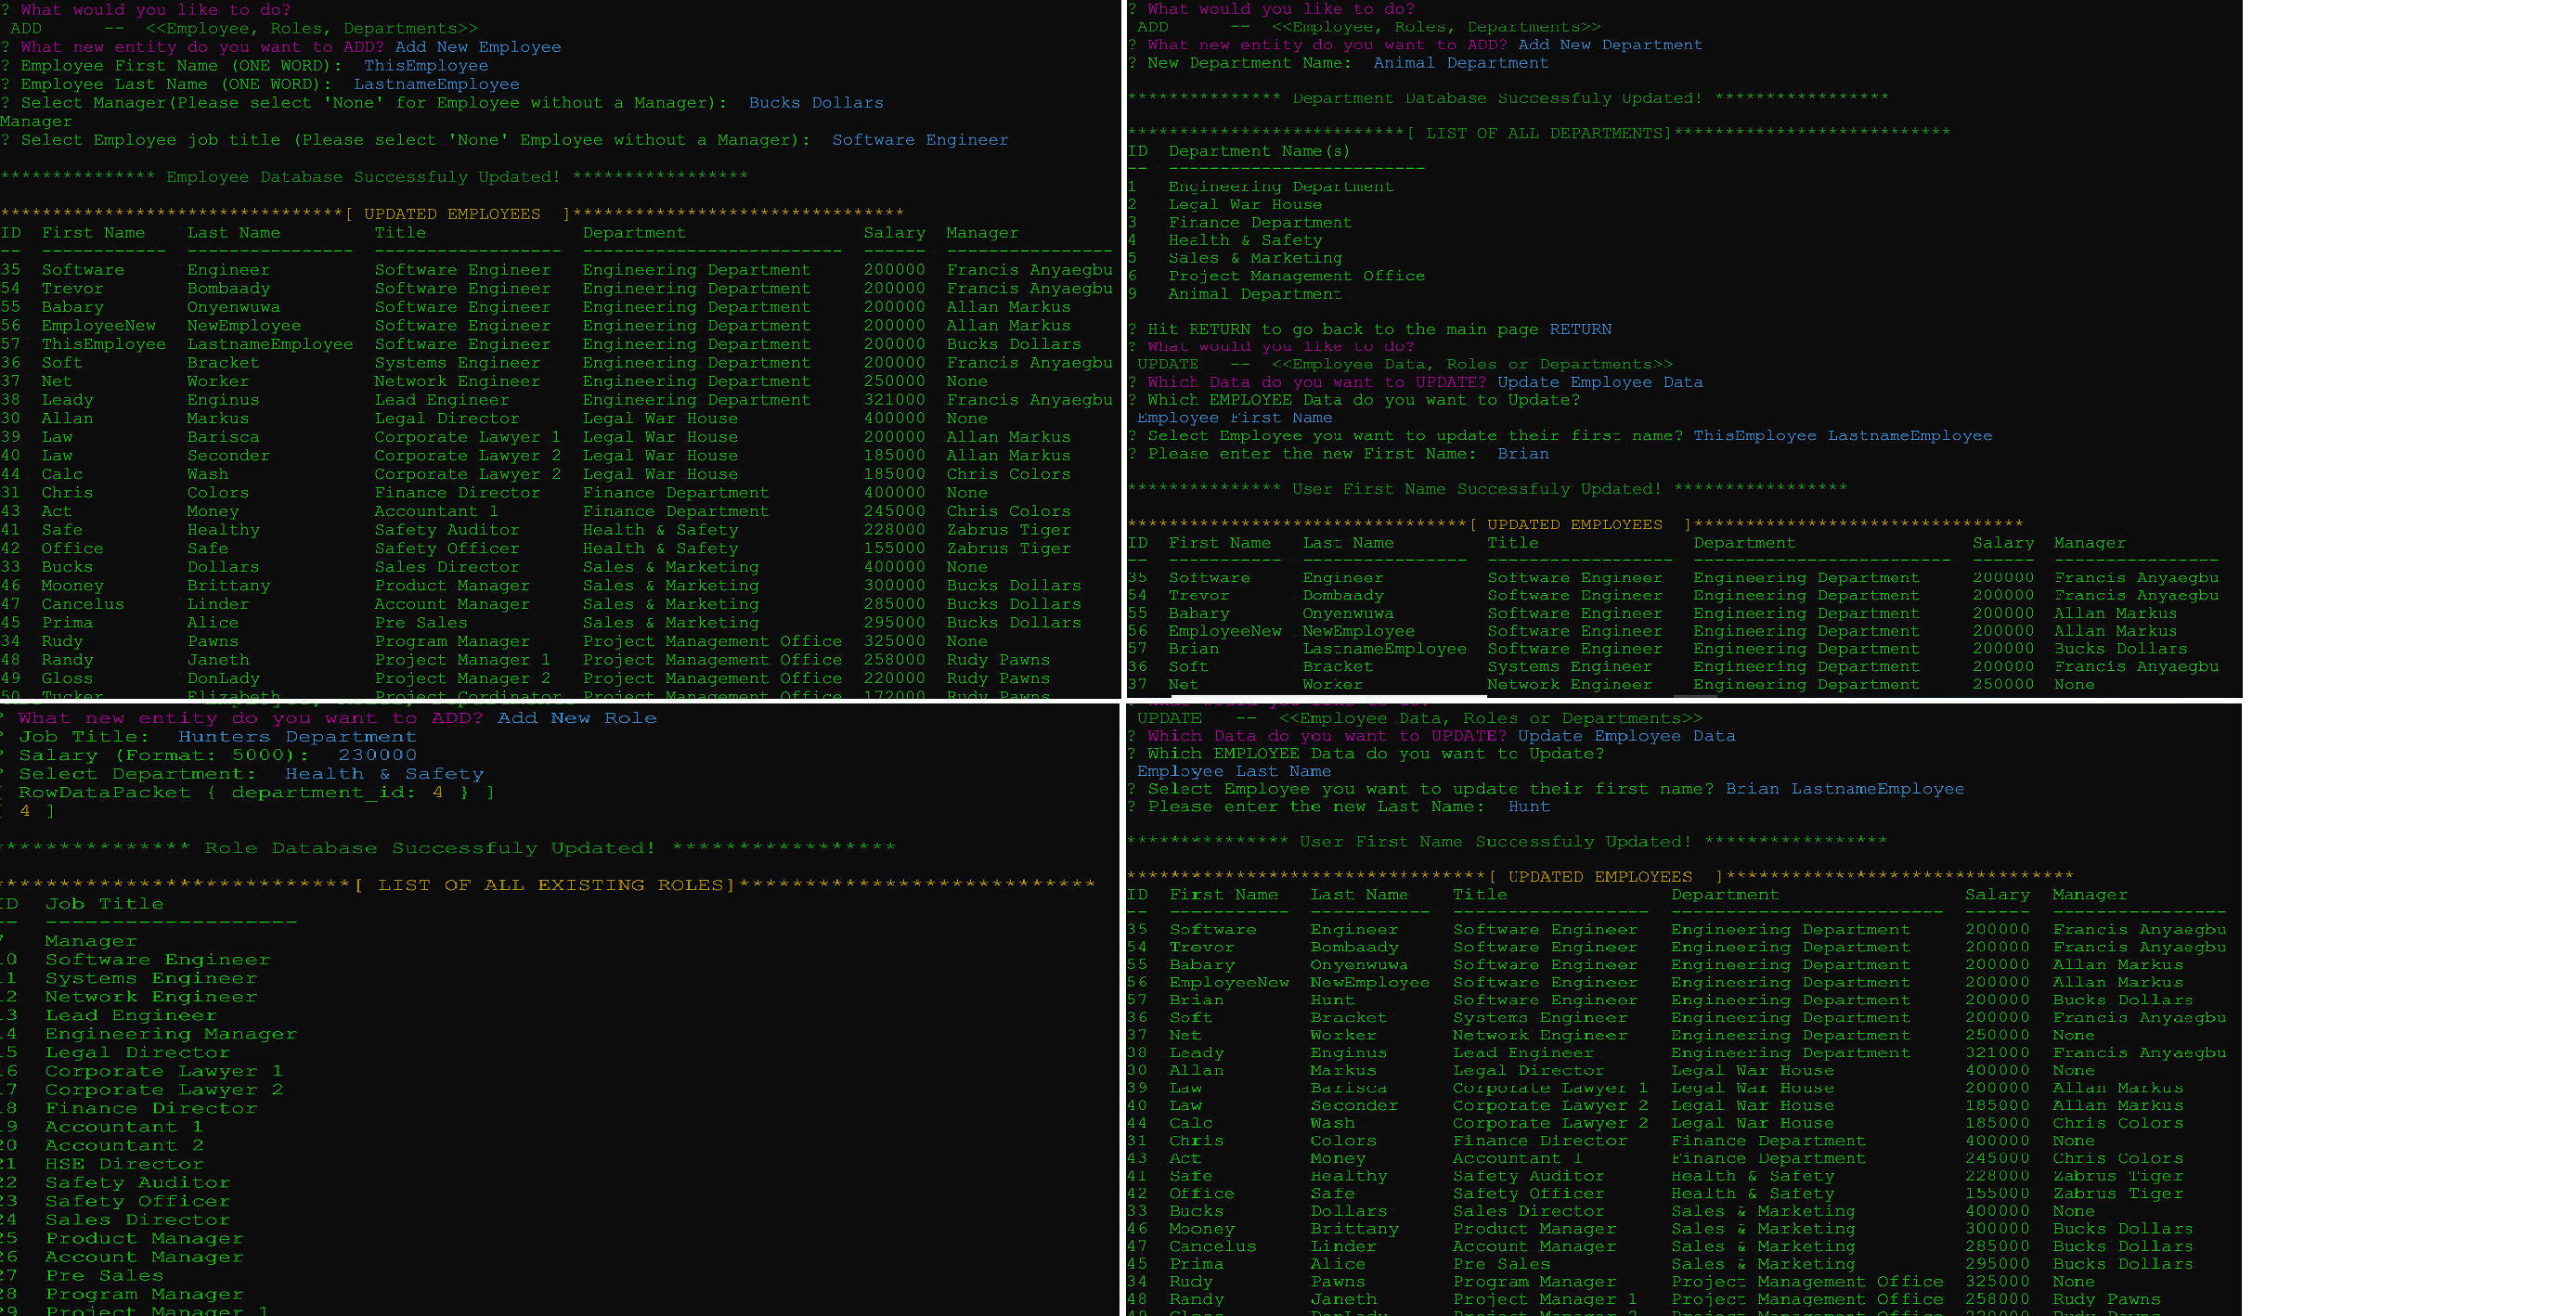 ? What would you like to do?
 ADD      --  <<Employee, Roles, Departments>>
? What new entity do you want to ADD? Add New Employee
? Employee First Name (ONE WORD):  ThisEmployee
? Employee Last Name (ONE WORD):  LastnameEmployee
? Select Manager(Please select 'None' for Employee without a Manager):  Bucks Dollars
Manager
? Select Employee job title (Please select 'None' Employee without a Manager):  Software Engineer
*************** Employee Database Successfuly Updated! *****************
*********************************[ UPDATED EMPLOYEES  ]********************************
ID  First Name    Last Name         Title               Department                 Salary  Manager
--  ------------  ----------------  ------------------  -------------------------  ------  ----------------
35  Software      Engineer          Software Engineer   Engineering Department     200000  Francis Anyaegbu
54  Trevor        Bombaady          Software Engineer   Engineering Department     200000  Francis Anyaegbu
55  Babary        Onyenwuwa         Software Engineer   Engineering Department     200000  Allan Markus
56  EmployeeNew   NewEmployee       Software Engineer   Engineering Department     200000  Allan Markus
57  ThisEmployee  LastnameEmployee  Software Engineer   Engineering Department     200000  Bucks Dollars
36  Soft          Bracket           Systems Engineer    Engineering Department     200000  Francis Anyaegbu
37  Net           Worker            Network Engineer    Engineering Department     250000  None
38  Leady         Enginus           Lead Engineer       Engineering Department     321000  Francis Anyaegbu
30  Allan         Markus            Legal Director      Legal War House            400000  None
39  Law           Barisca           Corporate Lawyer 1  Legal War House            200000  Allan Markus
40  Law           Seconder          Corporate Lawyer 2  Legal War House            185000  Allan Markus
44  Calc          Wash              Corporate Lawyer 2  Legal War House            185000  Chris Colors
31  Chris         Colors            Finance Director    Finance Department         400000  None
43  Act           Money             Accountant 1        Finance Department         245000  Chris Colors
41  Safe          Healthy           Safety Auditor      Health & Safety            228000  Zabrus Tiger
42  Office        Safe              Safety Officer      Health & Safety            155000  Zabrus Tiger
33  Bucks         Dollars           Sales Director      Sales & Marketing          400000  None
46  Mooney        Brittany          Product Manager     Sales & Marketing          300000  Bucks Dollars
47  Cancelus      Linder            Account Manager     Sales & Marketing          285000  Bucks Dollars
45  Prima         Alice             Pre Sales           Sales & Marketing          295000  Bucks Dollars
34  Rudy          Pawns             Program Manager     Project Management Office  325000  None
48  Randy         Janeth            Project Manager 1   Project Management Office  258000  Rudy Pawns
49  Gloss         DonLady           Project Manager 2   Project Management Office  220000  Rudy Pawns
50  Tucker        Elizabeth         Project Cordinator  Project Management Office  172000  Rudy Pawns
? What would you like to do?
 ADD      --  <<Employee, Roles, Departments>>
? What new entity do you want to ADD? Add New Department
? New Department Name:  Animal Department
*************** Department Database Successfuly Updated! *****************
***************************[ LIST OF ALL DEPARTMENTS]***************************
ID  Department Name(s)
--  -------------------------
1   Engineering Department
2   Legal War House
3   Finance Department
4   Health & Safety
5   Sales & Marketing
6   Project Management Office
9   Animal Department
? Hit RETURN to go back to the main page RETURN
? What would you like to do?
 UPDATE   --  <<Employee Data, Roles or Departments>>
? Which Data do you want to UPDATE? Update Employee Data
? Which EMPLOYEE Data do you want to Update?
 Employee First Name
? Select Employee you want to update their first name? ThisEmployee LastnameEmployee
? Please enter the new First Name:  Brian
*************** User First Name Successfuly Updated! *****************
*********************************[ UPDATED EMPLOYEES  ]********************************
ID  First Name   Last Name         Title               Department                 Salary  Manager
--  -----------  ----------------  ------------------  -------------------------  ------  ----------------
35  Software     Engineer          Software Engineer   Engineering Department     200000  Francis Anyaegbu
54  Trevor       Bombaady          Software Engineer   Engineering Department     200000  Francis Anyaegbu
55  Babary       Onyenwuwa         Software Engineer   Engineering Department     200000  Allan Markus
56  EmployeeNew  NewEmployee       Software Engineer   Engineering Department     200000  Allan Markus
57  Brian        LastnameEmployee  Software Engineer   Engineering Department     200000  Bucks Dollars
36  Soft         Bracket           Systems Engineer    Engineering Department     200000  Francis Anyaegbu
37  Net          Worker            Network Engineer    Engineering Department     250000  None
? What new entity do you want to ADD? Add New Role
? Job Title:  Hunters Department
? Salary (Format: 5000):  230000
? Select Department:  Health & Safety
[ RowDataPacket { department_id: 4 } ]
[ 4 ]
*************** Role Database Successfuly Updated! *****************
***************************[ LIST OF ALL EXISTING ROLES]***************************
ID  Job Title
--  -------------------
7   Manager
10  Software Engineer
11  Systems Engineer
12  Network Engineer
13  Lead Engineer
14  Engineering Manager
15  Legal Director
16  Corporate Lawyer 1
17  Corporate Lawyer 2
18  Finance Director
19  Accountant 1
20  Accountant 2
21  HSE Director
22  Safety Auditor
23  Safety Officer
24  Sales Director
25  Product Manager
26  Account Manager
27  Pre Sales
28  Program Manager
29  Project Manager 1
 UPDATE   --  <<Employee Data, Roles or Departments>>
? Which Data do you want to UPDATE? Update Employee Data
? Which EMPLOYEE Data do you want to Update?
 Employee Last Name
? Select Employee you want to update their first name? Brian LastnameEmployee
? Please enter the new Last Name:  Hunt
*************** User First Name Successfuly Updated! *****************
*********************************[ UPDATED EMPLOYEES  ]********************************
ID  First Name   Last Name    Title               Department                 Salary  Manager
--  -----------  -----------  ------------------  -------------------------  ------  ----------------
35  Software     Engineer     Software Engineer   Engineering Department     200000  Francis Anyaegbu
54  Trevor       Bombaady     Software Engineer   Engineering Department     200000  Francis Anyaegbu
55  Babary       Onyenwuwa    Software Engineer   Engineering Department     200000  Allan Markus
56  EmployeeNew  NewEmployee  Software Engineer   Engineering Department     200000  Allan Markus
57  Brian        Hunt         Software Engineer   Engineering Department     200000  Bucks Dollars
36  Soft         Bracket      Systems Engineer    Engineering Department     200000  Francis Anyaegbu
37  Net          Worker       Network Engineer    Engineering Department     250000  None
38  Leady        Enginus      Lead Engineer       Engineering Department     321000  Francis Anyaegbu
30  Allan        Markus       Legal Director      Legal War House            400000  None
39  Law          Barisca      Corporate Lawyer 1  Legal War House            200000  Allan Markus
40  Law          Seconder     Corporate Lawyer 2  Legal War House            185000  Allan Markus
44  Calc         Wash         Corporate Lawyer 2  Legal War House            185000  Chris Colors
31  Chris        Colors       Finance Director    Finance Department         400000  None
43  Act          Money        Accountant 1        Finance Department         245000  Chris Colors
41  Safe         Healthy      Safety Auditor      Health & Safety            228000  Zabrus Tiger
42  Office       Safe         Safety Officer      Health & Safety            155000  Zabrus Tiger
33  Bucks        Dollars      Sales Director      Sales & Marketing          400000  None
46  Mooney       Brittany     Product Manager     Sales & Marketing          300000  Bucks Dollars
47  Cancelus     Linder       Account Manager     Sales & Marketing          285000  Bucks Dollars
45  Prima        Alice        Pre Sales           Sales & Marketing          295000  Bucks Dollars
34  Rudy         Pawns        Program Manager     Project Management Office  325000  None
48  Randy        Janeth       Project Manager 1   Project Management Office  258000  Rudy Pawns